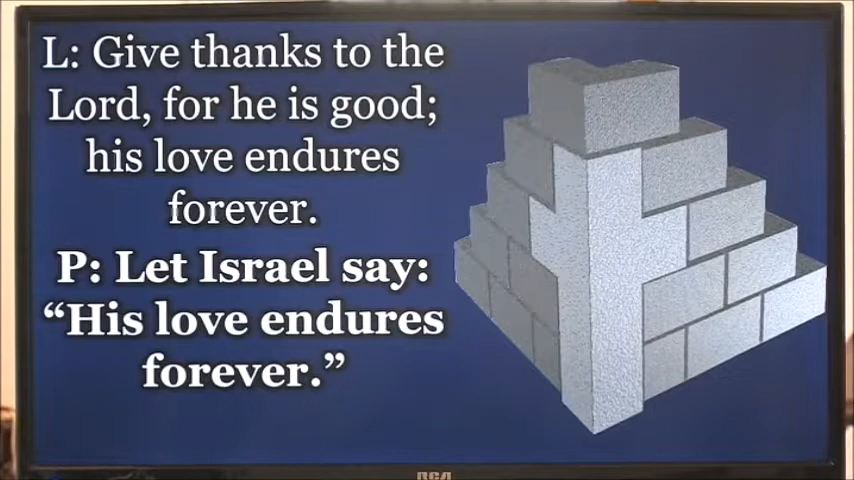 L: Give thanks to the
Lord, for he is good;
his love endures
forever.
P: Let Israel say:
“His love endures
forever.”
RCA